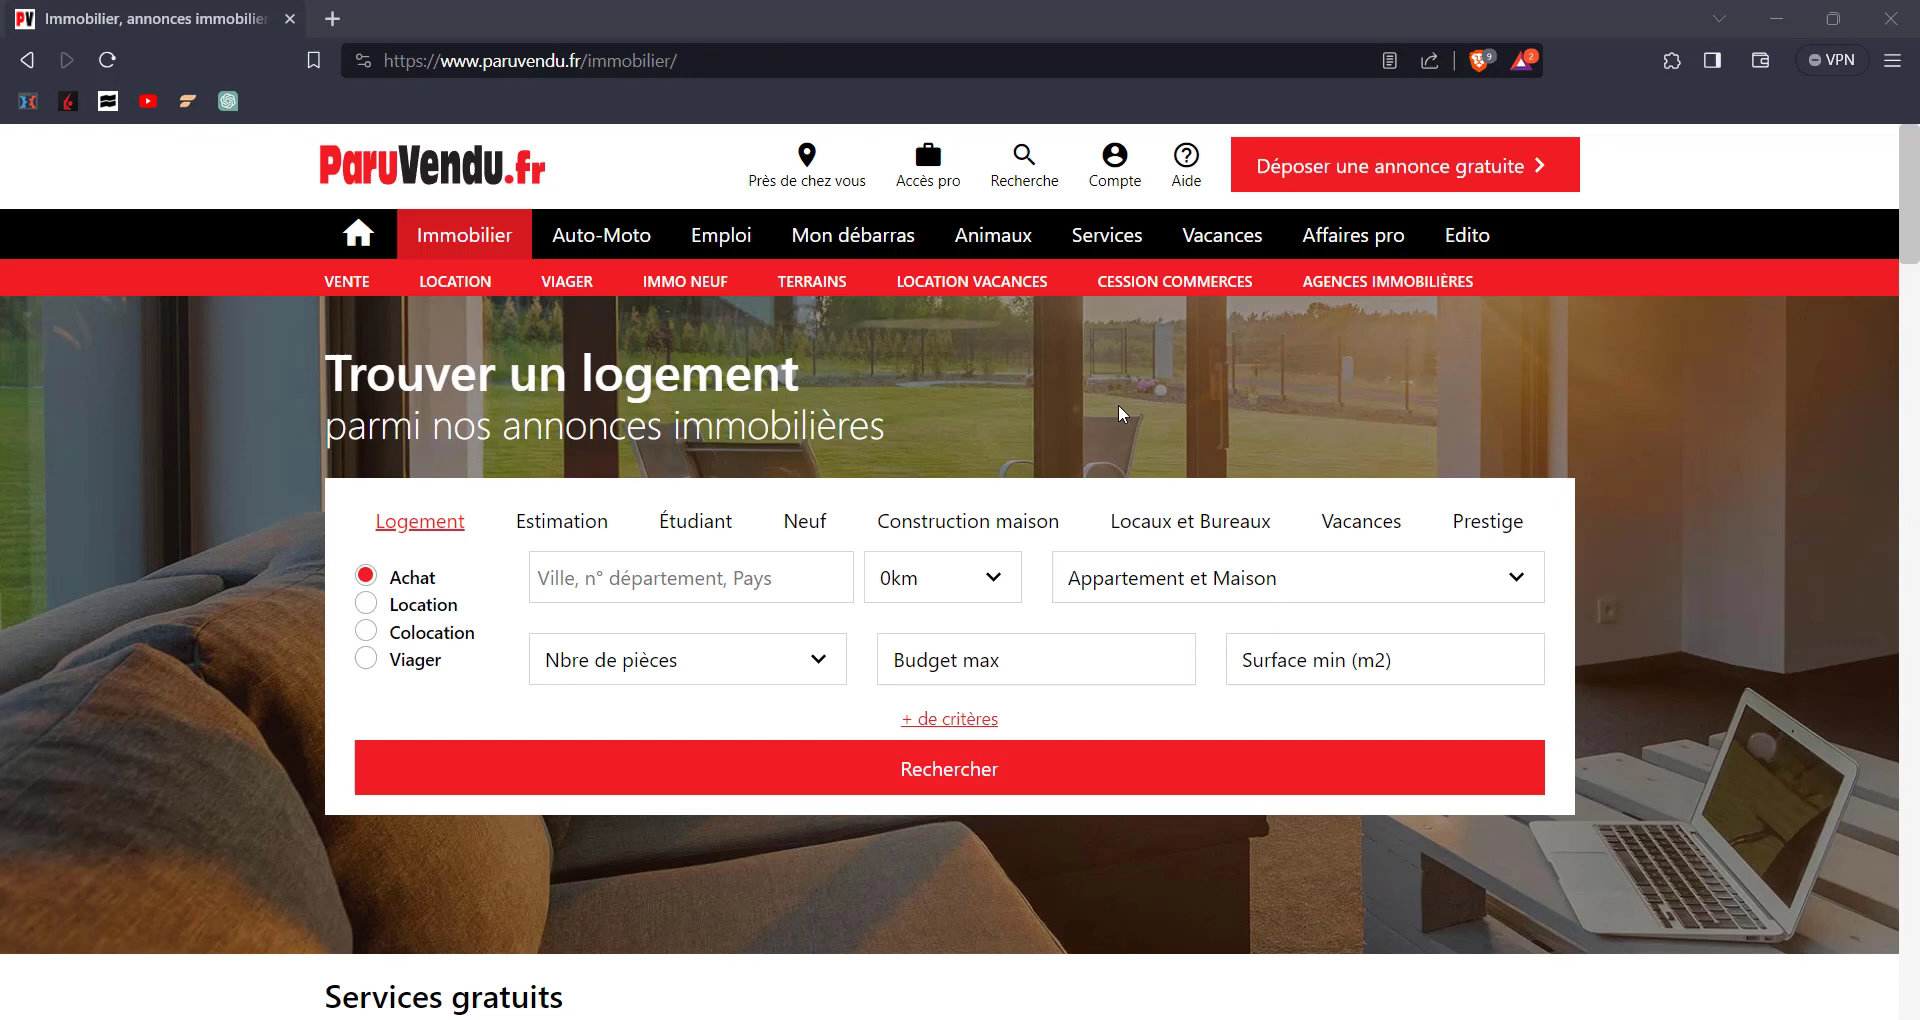 Immobilier, annonces immobilie
https://www.paruvendu.fr/immobilier/
9
2
VPN
ParuVendu.fr
Près de chez vous
Accès pro
Recherche
Compte
Aide
Déposer une annonce gratuite
Immobilier
Auto-Moto
Emploi
Mon débarras
Animaux
Services
Vacances
Affaires pro
Edito
VENTE
LOCATION
VIAGER
IMMO NEUF
TERRAINS
LOCATION VACANCES
CESSION COMMERCES
AGENCES IMMOBILIÈRES
Trouver un logement
parmi nos annonces immobilières
Logement
Estimation
Étudiant
Neuf
Construction maison
Locaux et Bureaux
Vacances
Prestige
Achat
Location
Colocation
Viager
Ville, n° département, Pays
0km
Appartement et Maison
Nbre de pièces
Budget max
Surface min (m2)
+ de critères
Rechercher
Services gratuits